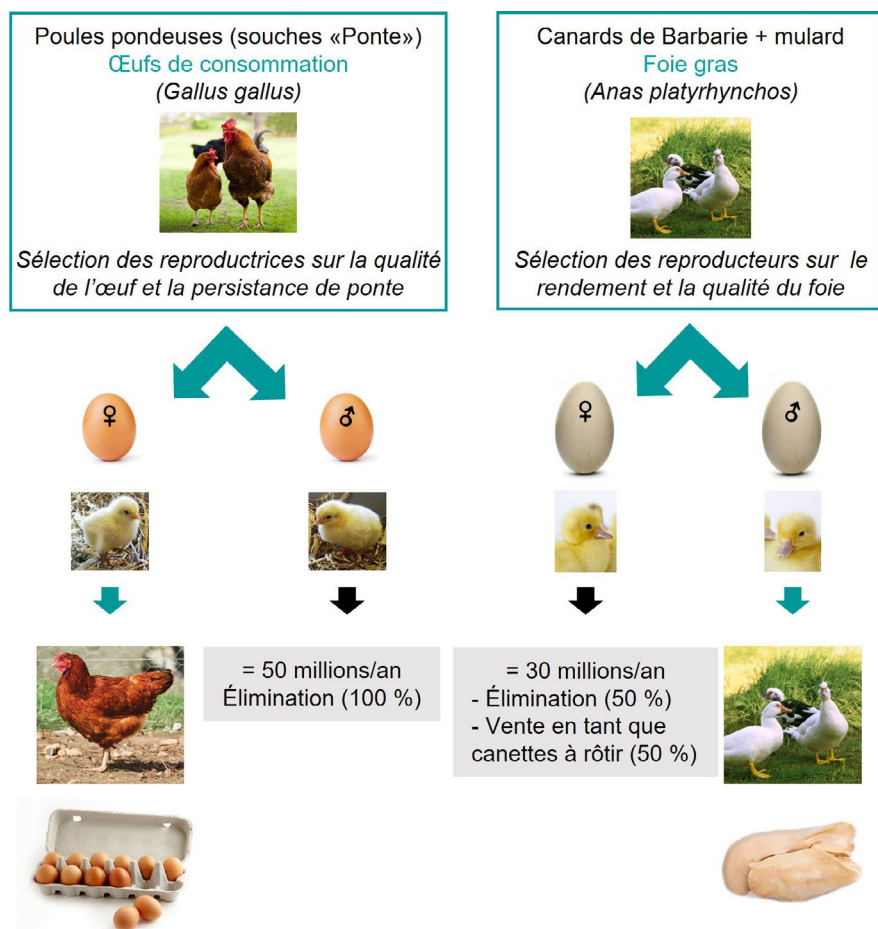 Poules pondeuses (souches «Ponte»)
Œufs de consommation
(Gallus gallus)
Sélection des reproductrices sur la qualité
de l'œuf et la persistance de ponte
Canards de Barbarie + mulard
Foie gras
(Anas platyrhynchos)
Sélection des reproducteurs sur le
rendement et la qualité du foie
♀
♂
♀
♂
= 50 millions/an
Élimination (100 %)
= 30 millions/an
- Élimination (50 %)
- Vente en tant que
canettes à rôtir (50 %)